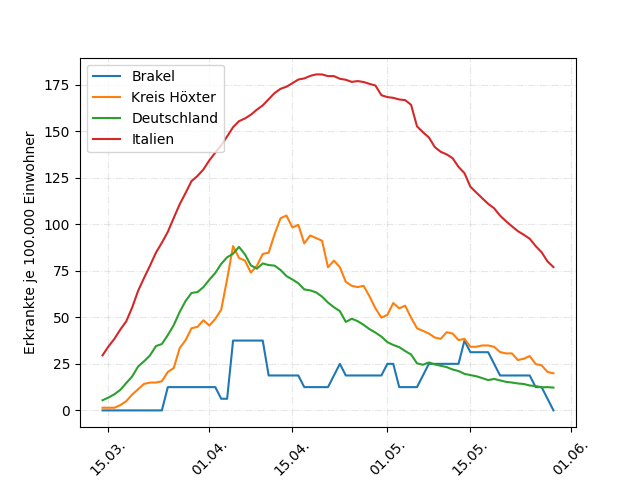 Erkrankte je 100.000 Einwohner
175
150
125
100
75
50
25
0
Brakel
Kreis Höxter
Deutschland
Italien
15.03.
01.04.
15.04.
01.05.
15.05.
01.06.